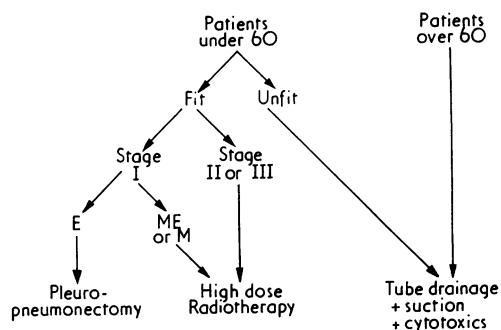 Patients
under 60
Patients
over 60
Fit
Unfit
Stage
I
Stage
II or III
E
ME
or M
Pleuro-
pneumonectomy
High dose
Radiotherapy
Tube drainage
+ suction
+ cytotoxics